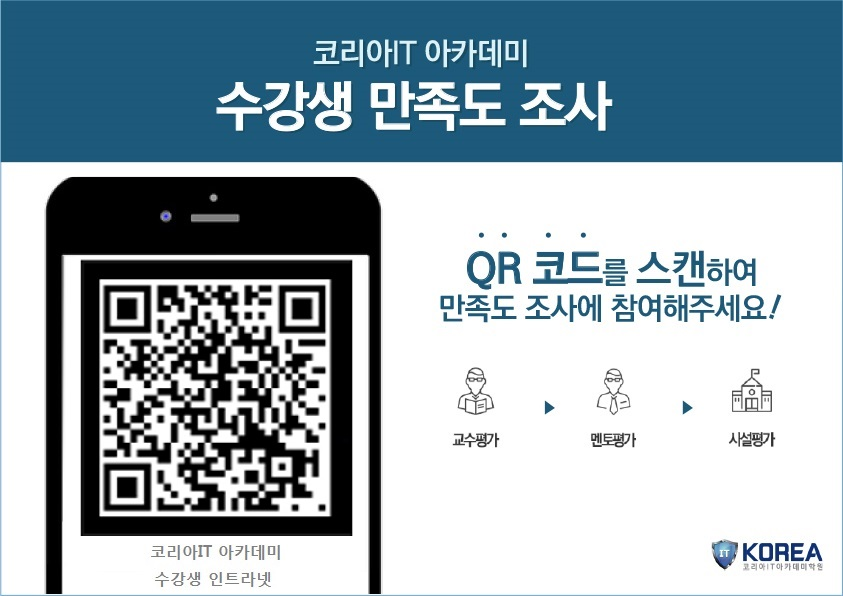 코리아IT 아카데미
수강생 만족도 조사
QR 코드를 스캔하여
만족도 조사에 참여해주세요!
교수평가
멘토평가
시설평가
코리아IT 아카데미
수강생 인트라넷
IT KOREA
코리아IT아카데미학원